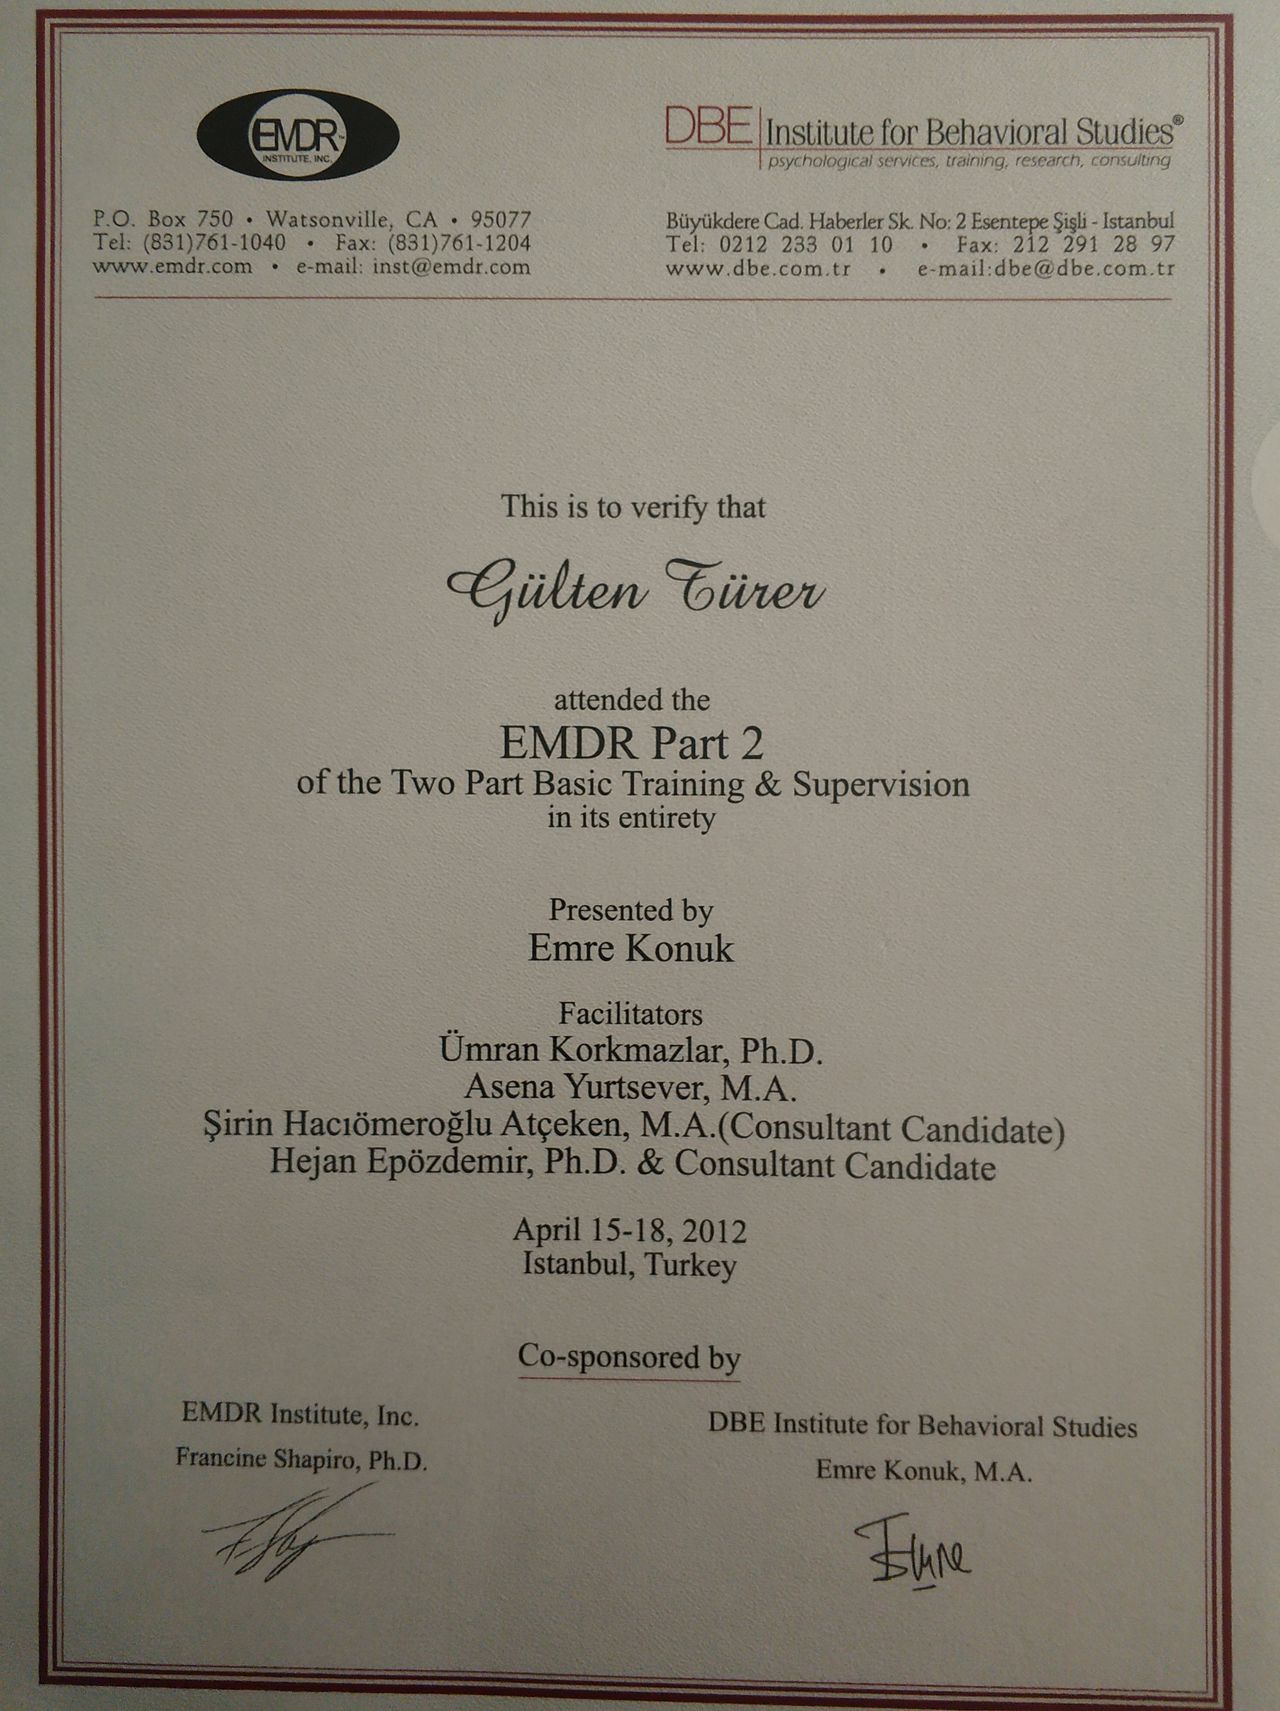 EMDR™
INSTITUTE, INC.
P.O. Box 750 • Watsonville, CA • 95077
Tel: (831)761-1040 • Fax: (831)761-1204
www.emdr.com • e-mail: inst@emdr.com
DBE Institute for Behavioral Studies®
psychological services, training, research, consulting
Büyükdere Cad. Haberler Sk. No: 2 Esentepe Şişli - Istanbul
Tel: 0212 233 01 10 • Fax: 212 291 28 97
www.dbe.com.tr • e-mail:dbe@dbe.com.tr
This is to verify that
Gülten Türer
attended the
EMDR Part 2
of the Two Part Basic Training & Supervision
in its entirety
Presented by
Emre Konuk
Facilitators
Ümran Korkmazlar, Ph.D.
Asena Yurtsever, M.A.
Şirin Hacıömeroğlu Atçeken, M.A.(Consultant Candidate)
Hejan Epözdemir, Ph.D. & Consultant Candidate
April 15-18, 2012
Istanbul, Turkey
Co-sponsored by
EMDR Institute, Inc.
Francine Shapiro, Ph.D.
DBE Institute for Behavioral Studies
Emre Konuk, M.A.
Emre